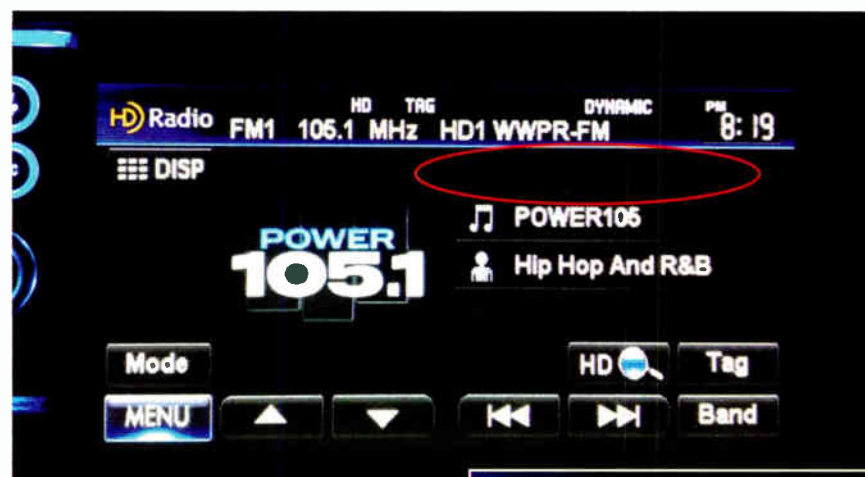 HD TAG DYNAMIC PM
HD Radio FM1 105.1 MHz HD1 WWPR-FM 8:19
DISP
POWER105
POWER
105.1
Hip Hop And R&B
Mode HD Tag
MENU Band